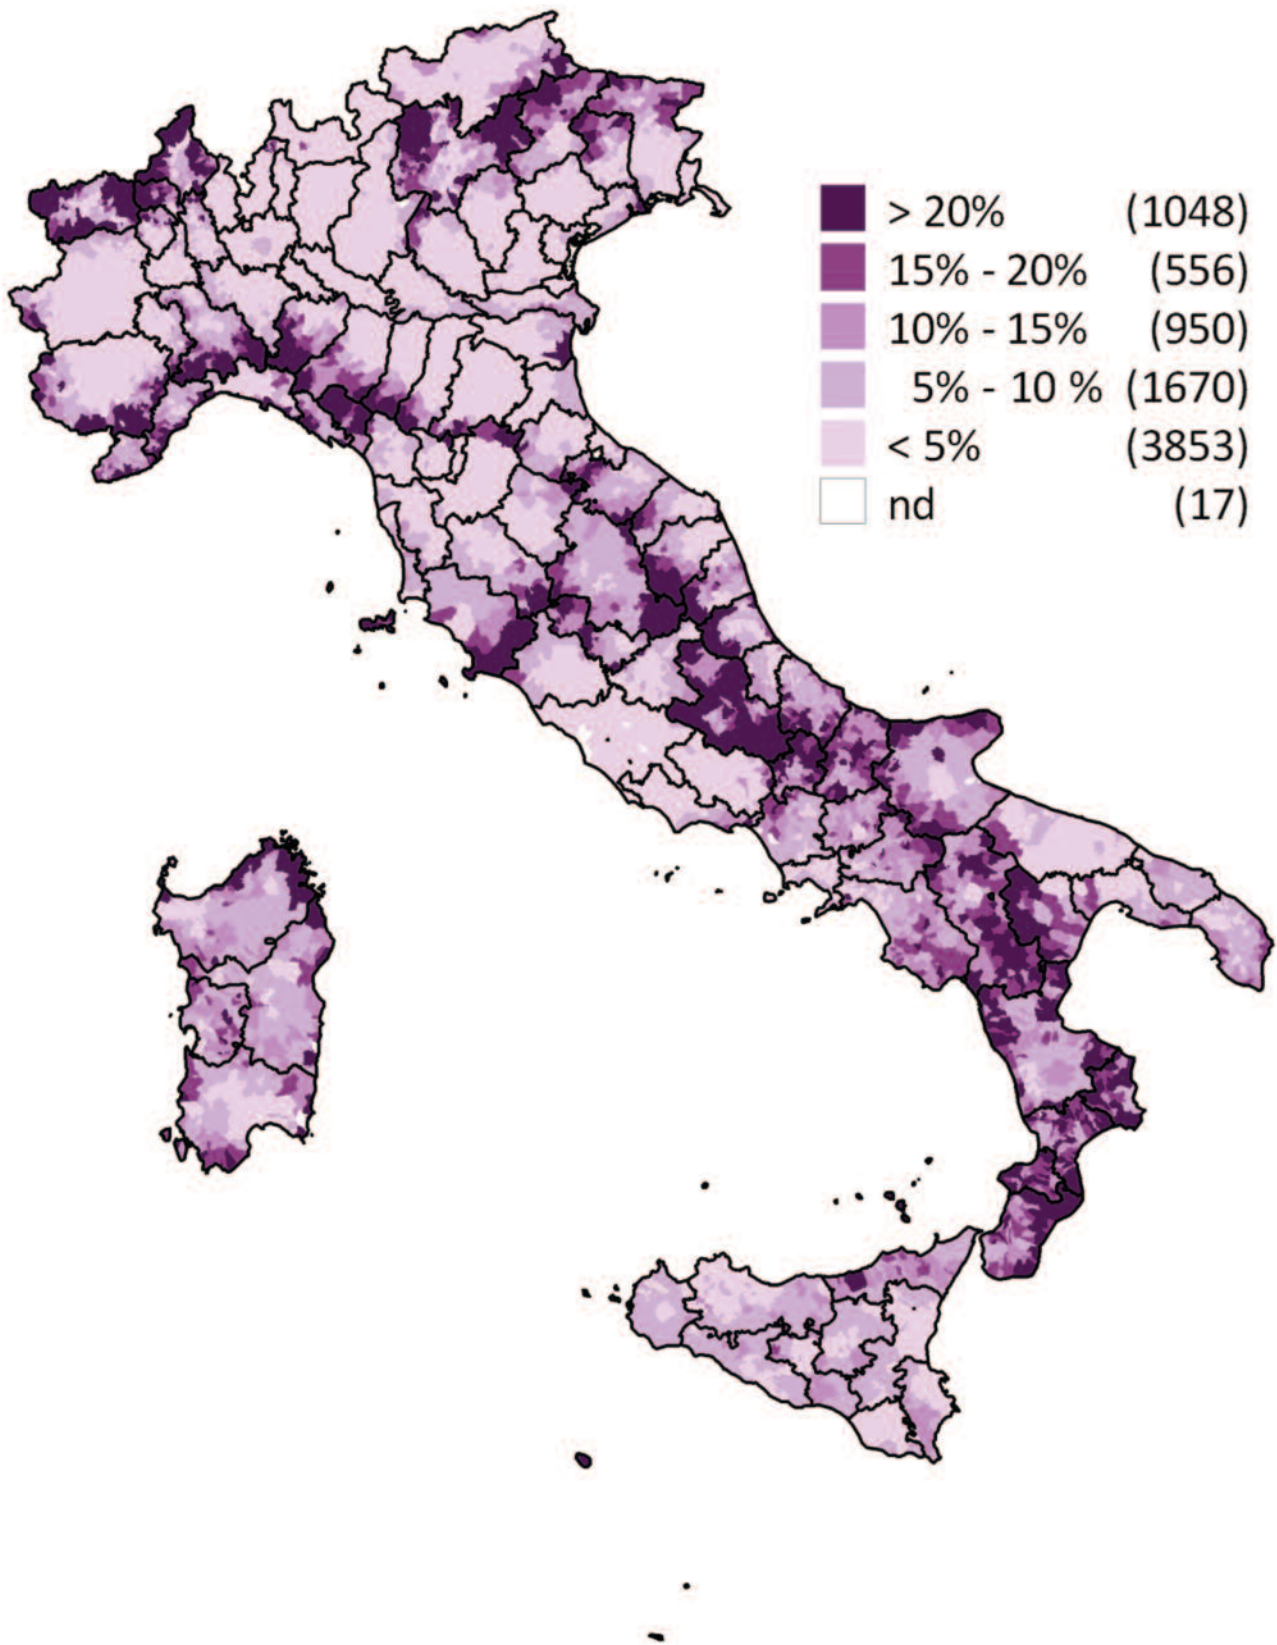 > 20% (1048)
15% - 20% (556)
10% - 15% (950)
5% - 10 % (1670)
< 5% (3853)
nd (17)